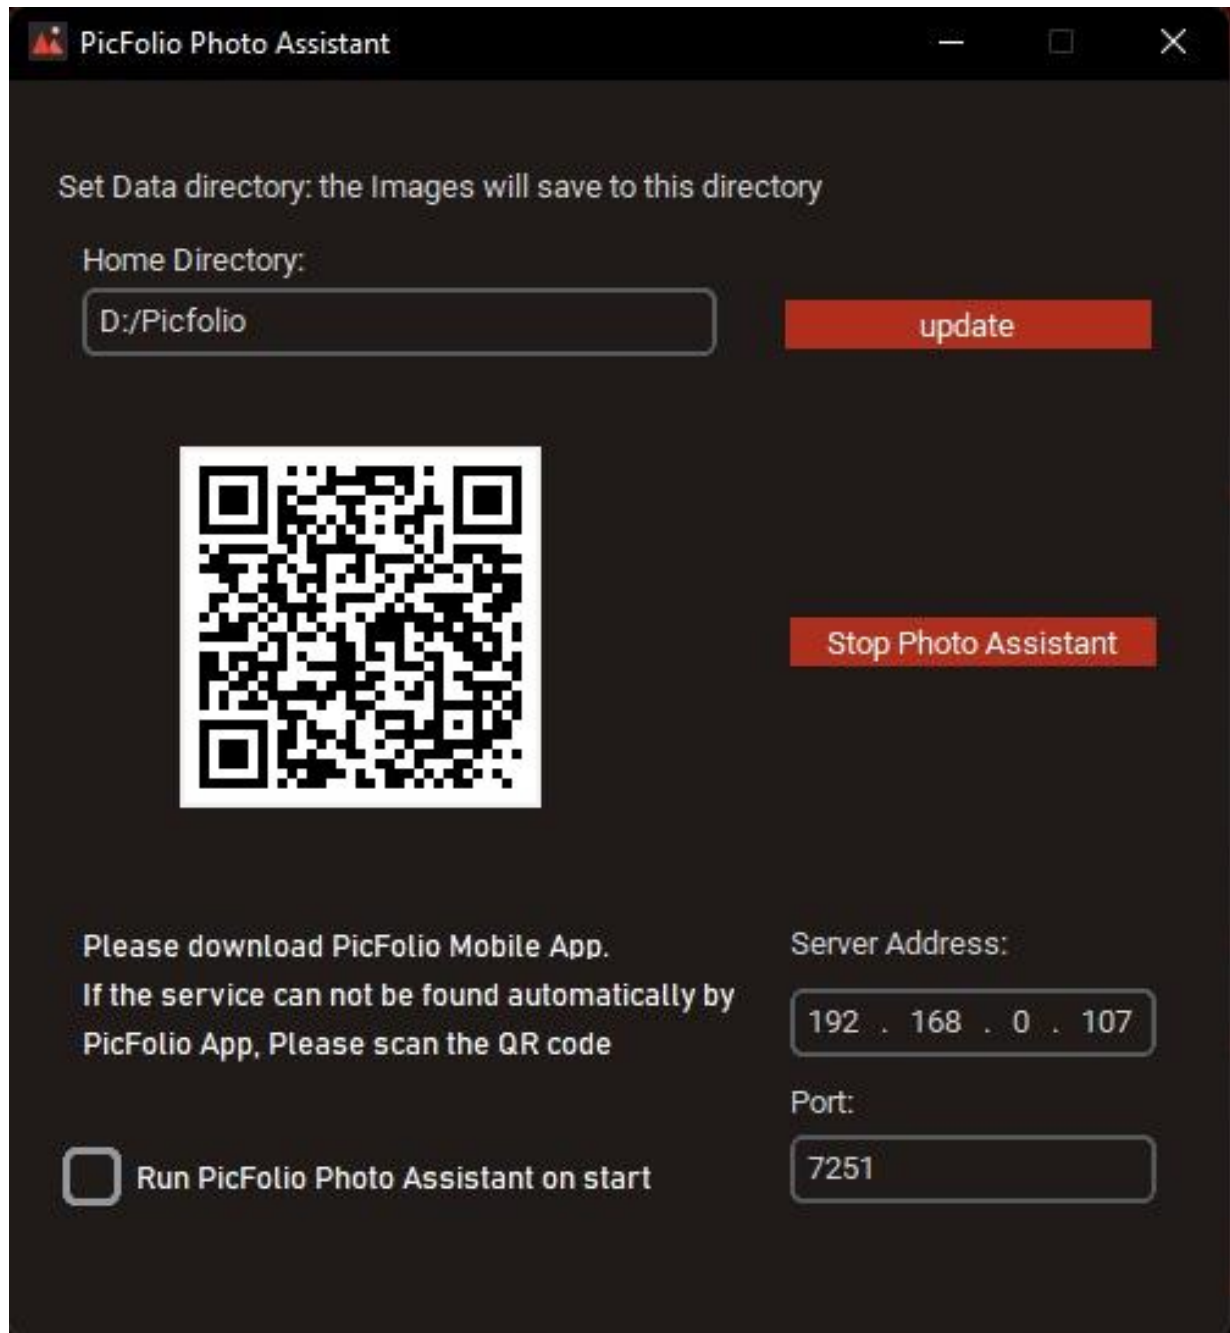 PicFolio Photo Assistant
Set Data directory: the Images will save to this directory
Home Directory:
D:/Picfolio
update
Stop Photo Assistant
Please download PicFolio Mobile App.
If the service can not be found automatically by
PicFolio App, Please scan the QR code
Server Address:
192 . 168 . 0 . 107
Port:
7251
Run PicFolio Photo Assistant on start